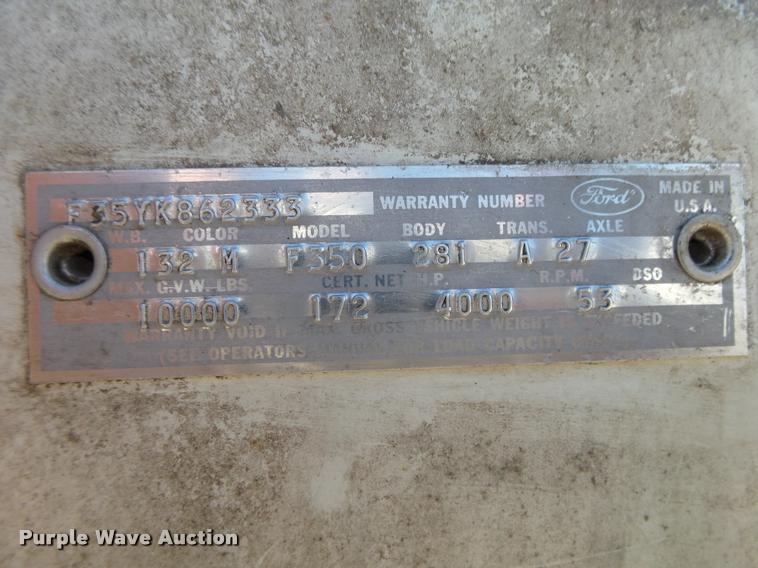 F35YK862333 WARRANTY NUMBER Ford MADE IN U.S.A.
W.B. COLOR MODEL BODY TRANS. AXLE
132 M F350 281 A 27
MAX. G.V.W.-LBS. CERT. NET H.P. R.P.M. DSO
10000 172 4000 53
WARRANTY VOID IF MAX. GROSS VEHICLE WEIGHT EXCEEDED
(SEE OPERATORS MANUAL FOR LOAD CAPACITY
Purple Wave Auction